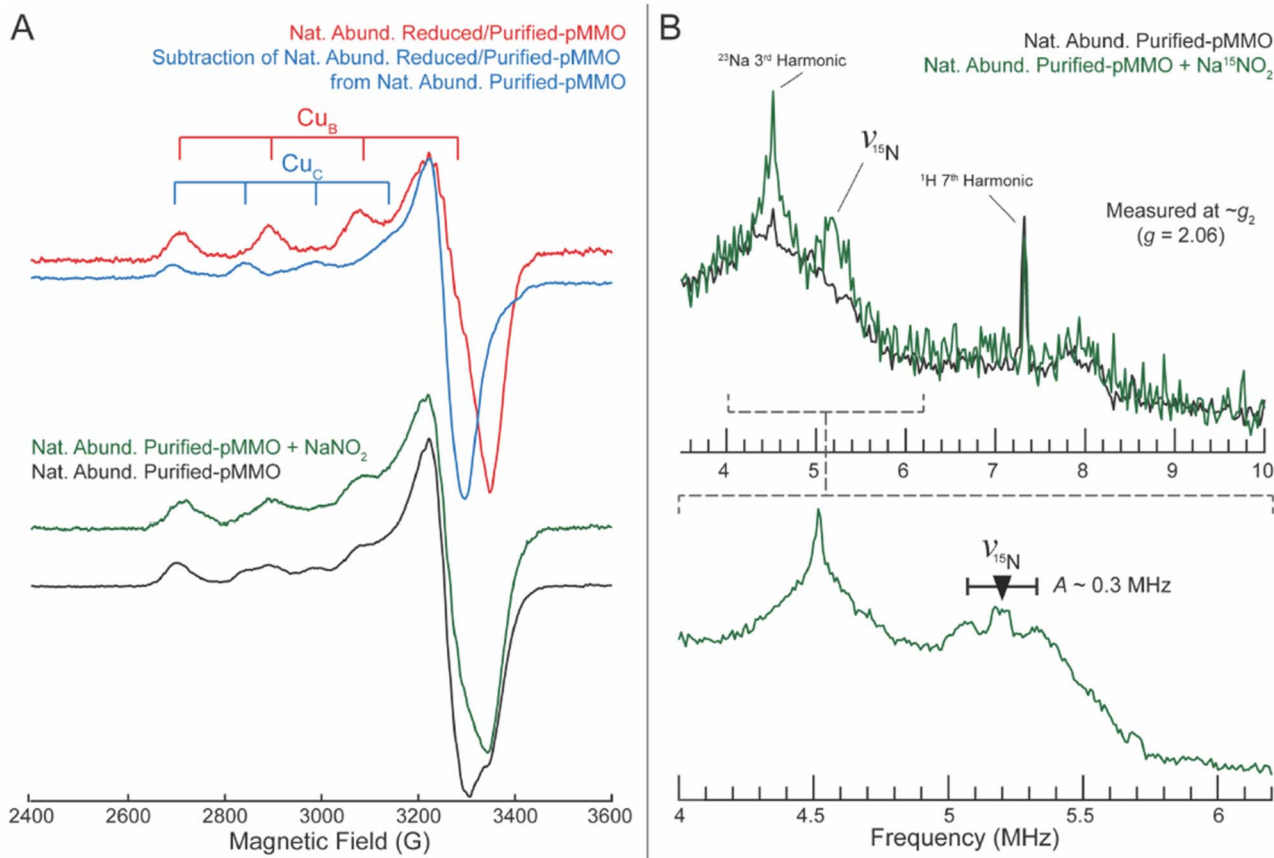 A
Nat. Abund. Reduced/Purified-pMMO
Subtraction of Nat. Abund. Reduced/Purified-pMMO
from Nat. Abund. Purified-pMMO
Cu_B
Cu_C
Nat. Abund. Purified-pMMO + NaNO₂
Nat. Abund. Purified-pMMO
2400 2600 2800 3000 3200 3400 3600
Magnetic Field (G)
B
Nat. Abund. Purified-pMMO
Nat. Abund. Purified-pMMO + Na¹⁵NO₂
²³Na 3ʳᵈ Harmonic
ν₁₅N
¹H 7ᵗʰ Harmonic
Measured at ~g₂
(g = 2.06)
4 5 6 7 8 9 10
ν₁₅N
A ~ 0.3 MHz
4 4.5 5 5.5 6
Frequency (MHz)